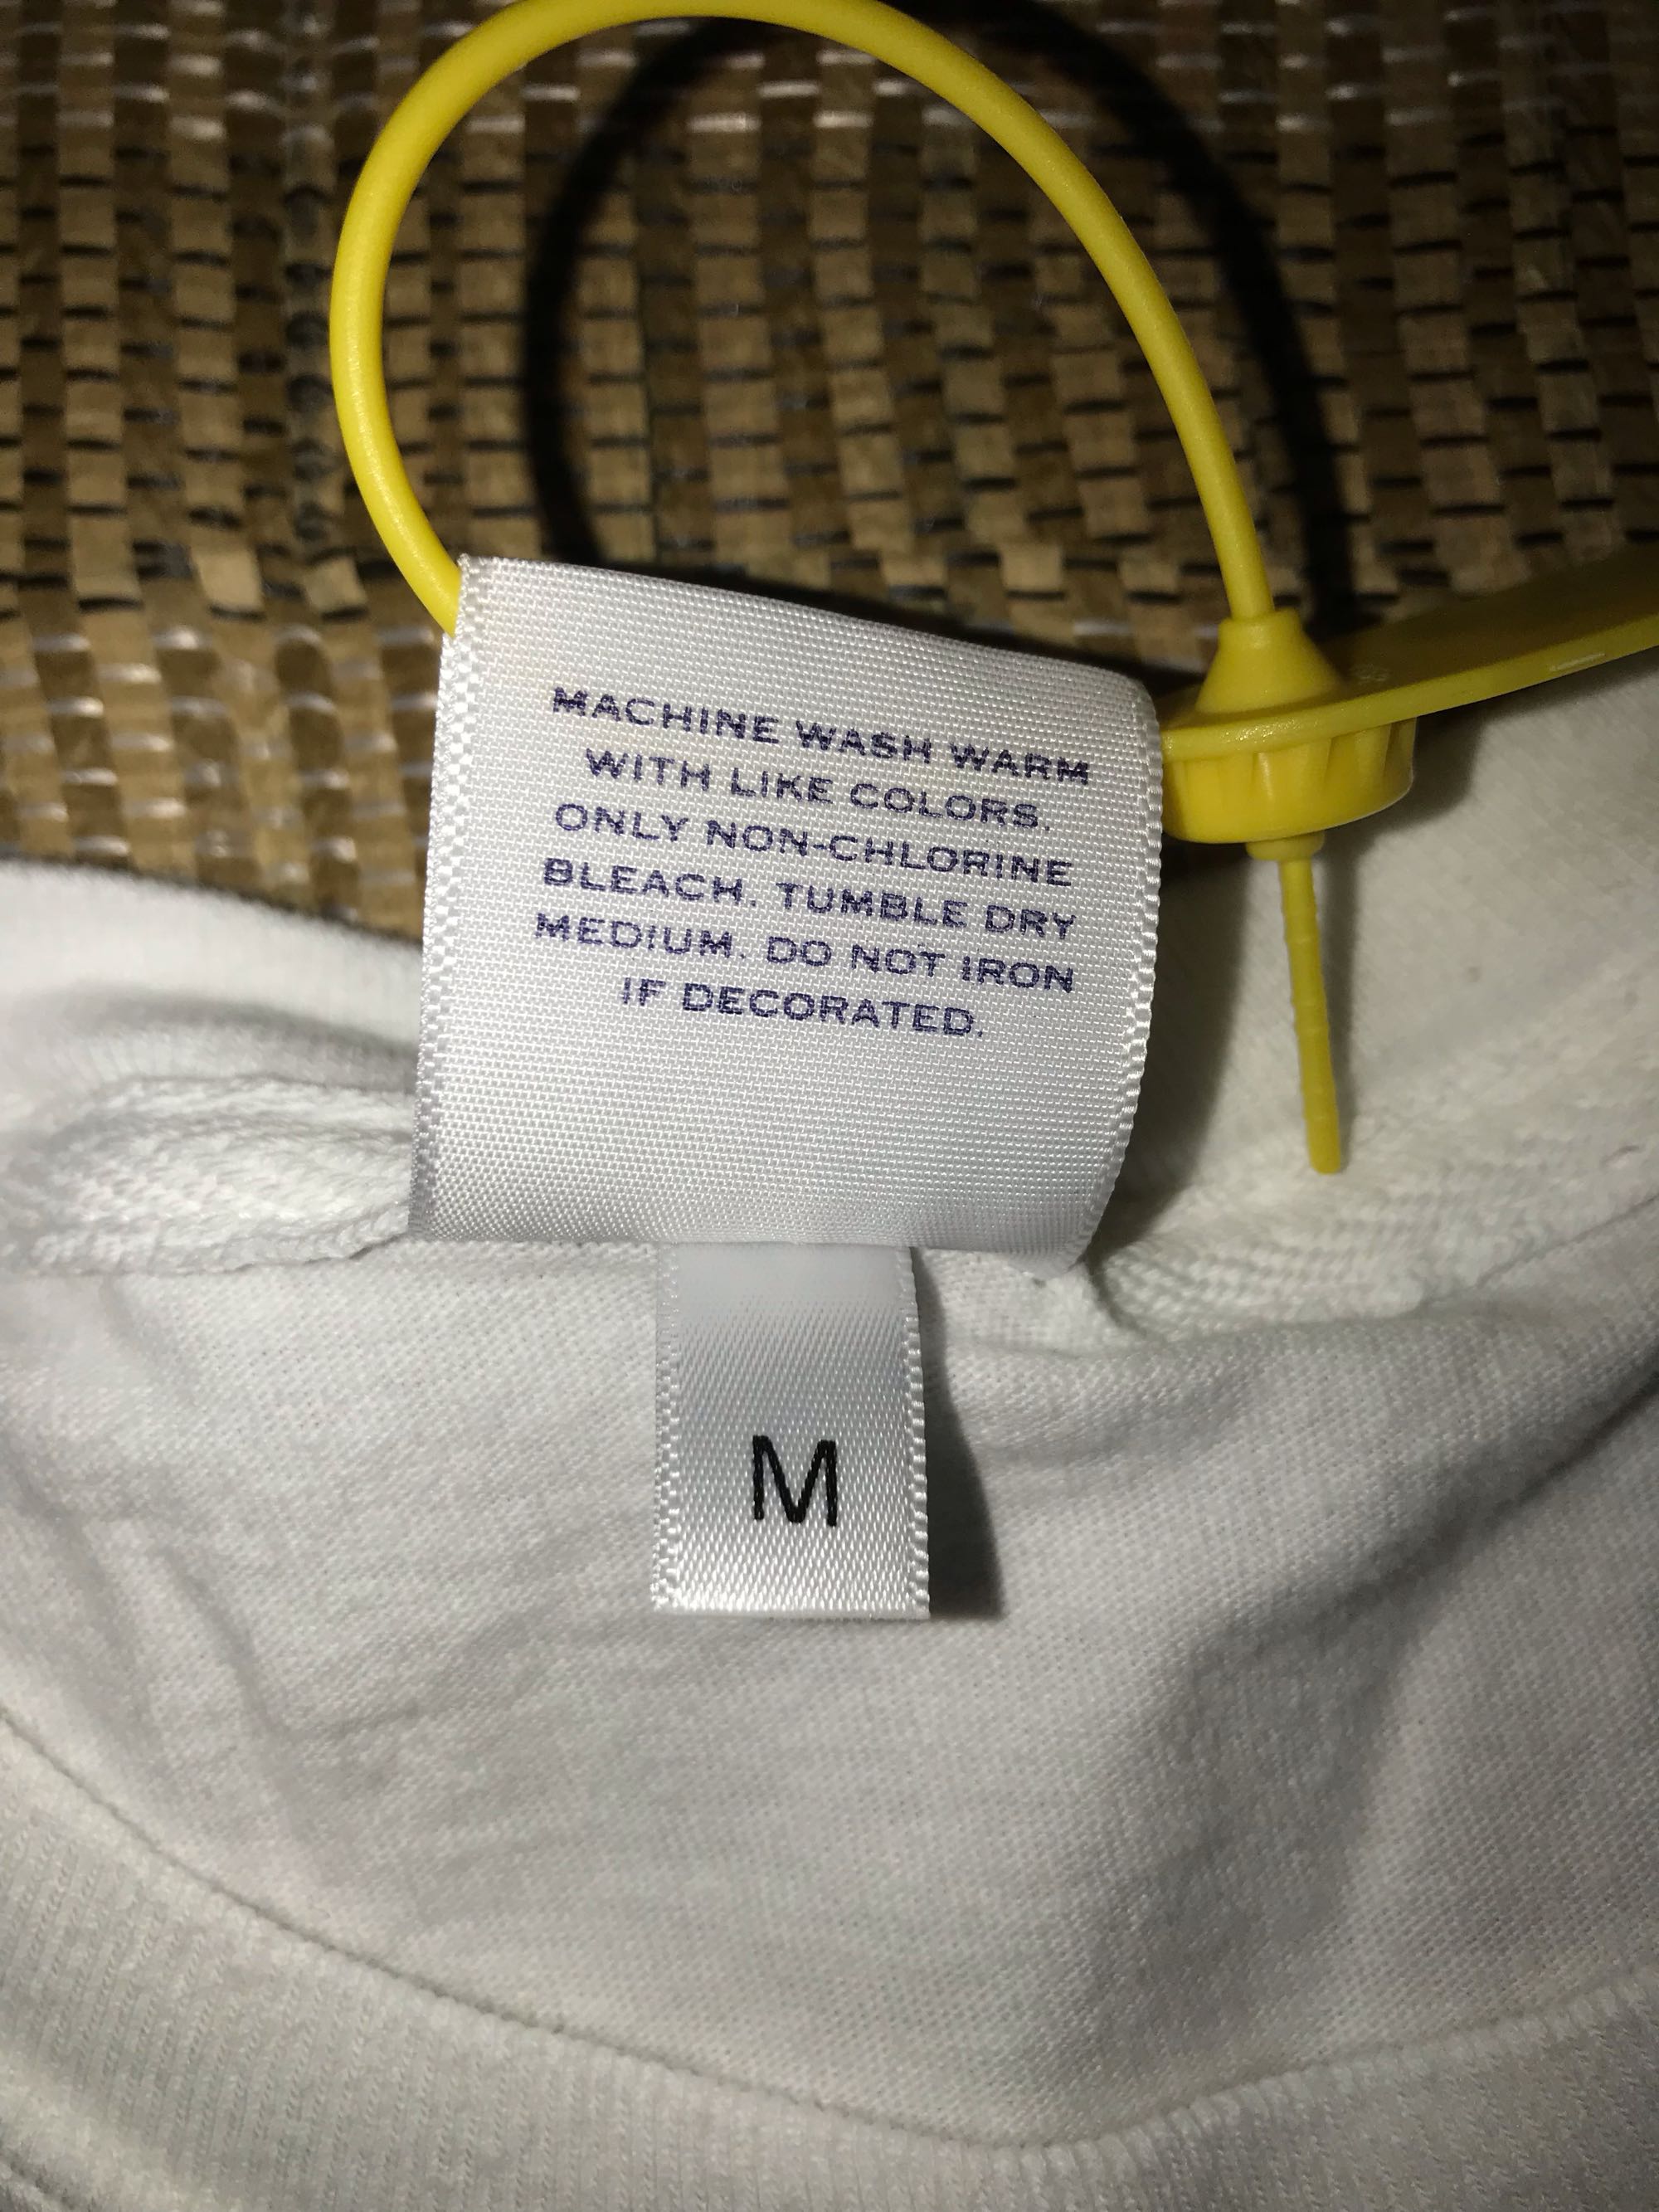 MACHINE WASH WARM
WITH LIKE COLORS.
ONLY NON-CHLORINE
BLEACH. TUMBLE DRY
MEDIUM. DO NOT IRON
IF DECORATED.
M